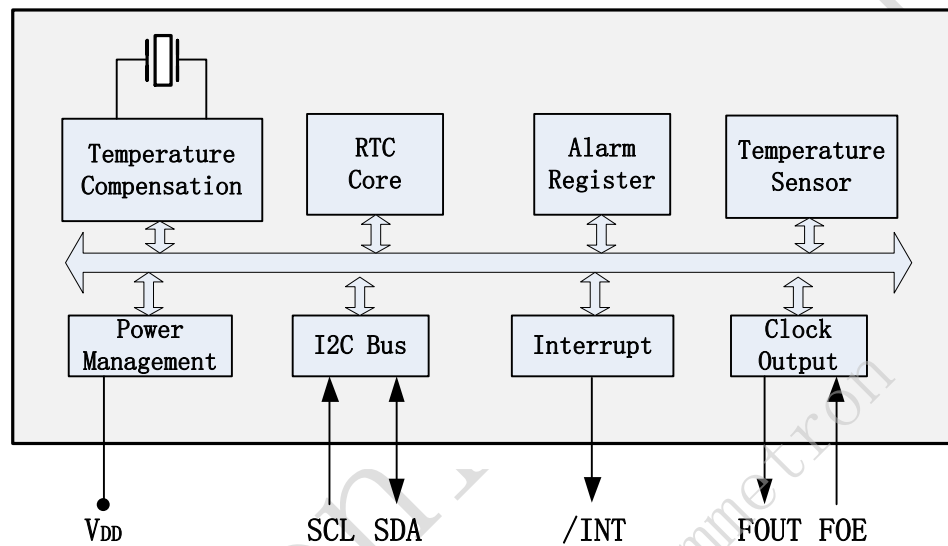 Temperature
Compensation
RTC
Core
Alarm
Register
Temperature
Sensor
Power
Management
I2C Bus
Interrupt
Clock
Output
VDD
SCL SDA
/INT
FOUT FOE